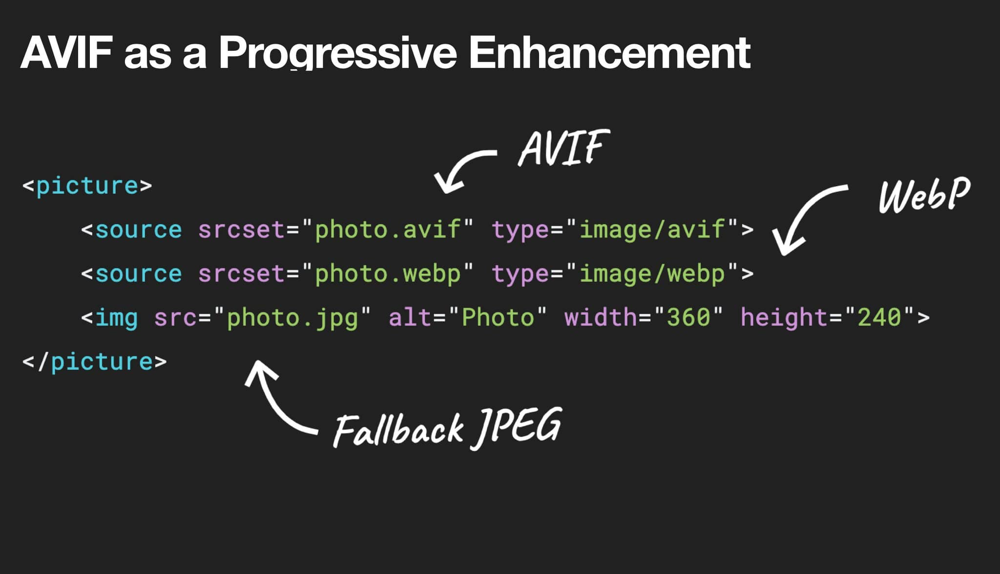 AVIF as a Progressive Enhancement
AVIF
WebP
<picture>
<source srcset="photo.avif" type="image/avif">
<source srcset="photo.webp" type="image/webp">
<img src="photo.jpg" alt="Photo" width="360" height="240">
</picture>
Fallback JPEG